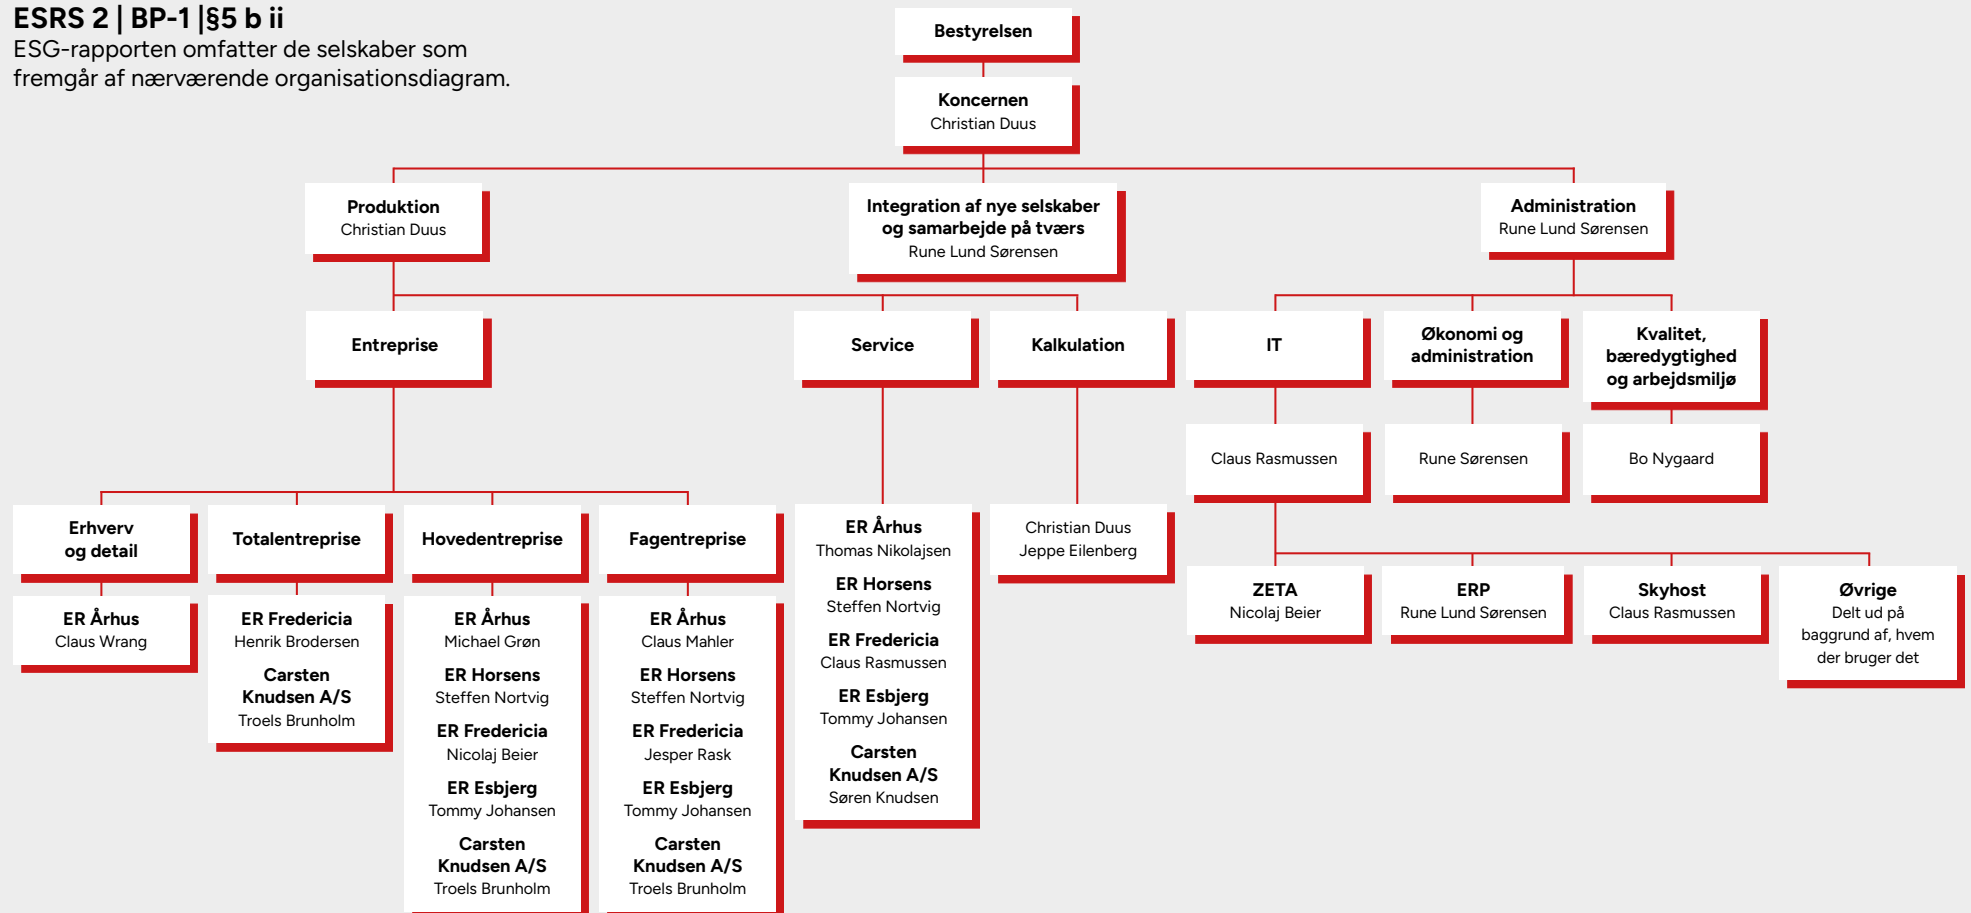 ESRS 2 | BP-1 |§5 b ii
ESG-rapporten omfatter de selskaber som
fremgår af nærværende organisationsdiagram.
Bestyrelsen
Koncernen
Christian Duus
Produktion
Christian Duus
Integration af nye selskaber
og samarbejde på tværs
Rune Lund Sørensen
Administration
Rune Lund Sørensen
Entreprise
Service
Kalkulation
IT
Økonomi og
administration
Kvalitet,
bæredygtighed
og arbejdsmiljø
Claus Rasmussen
Rune Sørensen
Bo Nygaard
Erhverv
og detail
Totalentreprise
Hovedentreprise
Fagentreprise
ER Århus
Claus Wrang
ER Fredericia
Henrik Brodersen
Carsten
Knudsen A/S
Troels Brunholm
ER Århus
Michael Grøn
ER Horsens
Steffen Nortvig
ER Fredericia
Nicolaj Beier
ER Esbjerg
Tommy Johansen
Carsten
Knudsen A/S
Troels Brunholm
ER Århus
Claus Mahler
ER Horsens
Steffen Nortvig
ER Fredericia
Jesper Rask
ER Esbjerg
Tommy Johansen
Carsten
Knudsen A/S
Troels Brunholm
ER Århus
Thomas Nikolajsen
ER Horsens
Steffen Nortvig
ER Fredericia
Claus Rasmussen
ER Esbjerg
Tommy Johansen
Carsten
Knudsen A/S
Søren Knudsen
Christian Duus
Jeppe Eilenberg
ZETA
Nicolaj Beier
ERP
Rune Lund Sørensen
Skyhost
Claus Rasmussen
Øvrige
Delt ud på
baggrund af, hvem
der bruger det